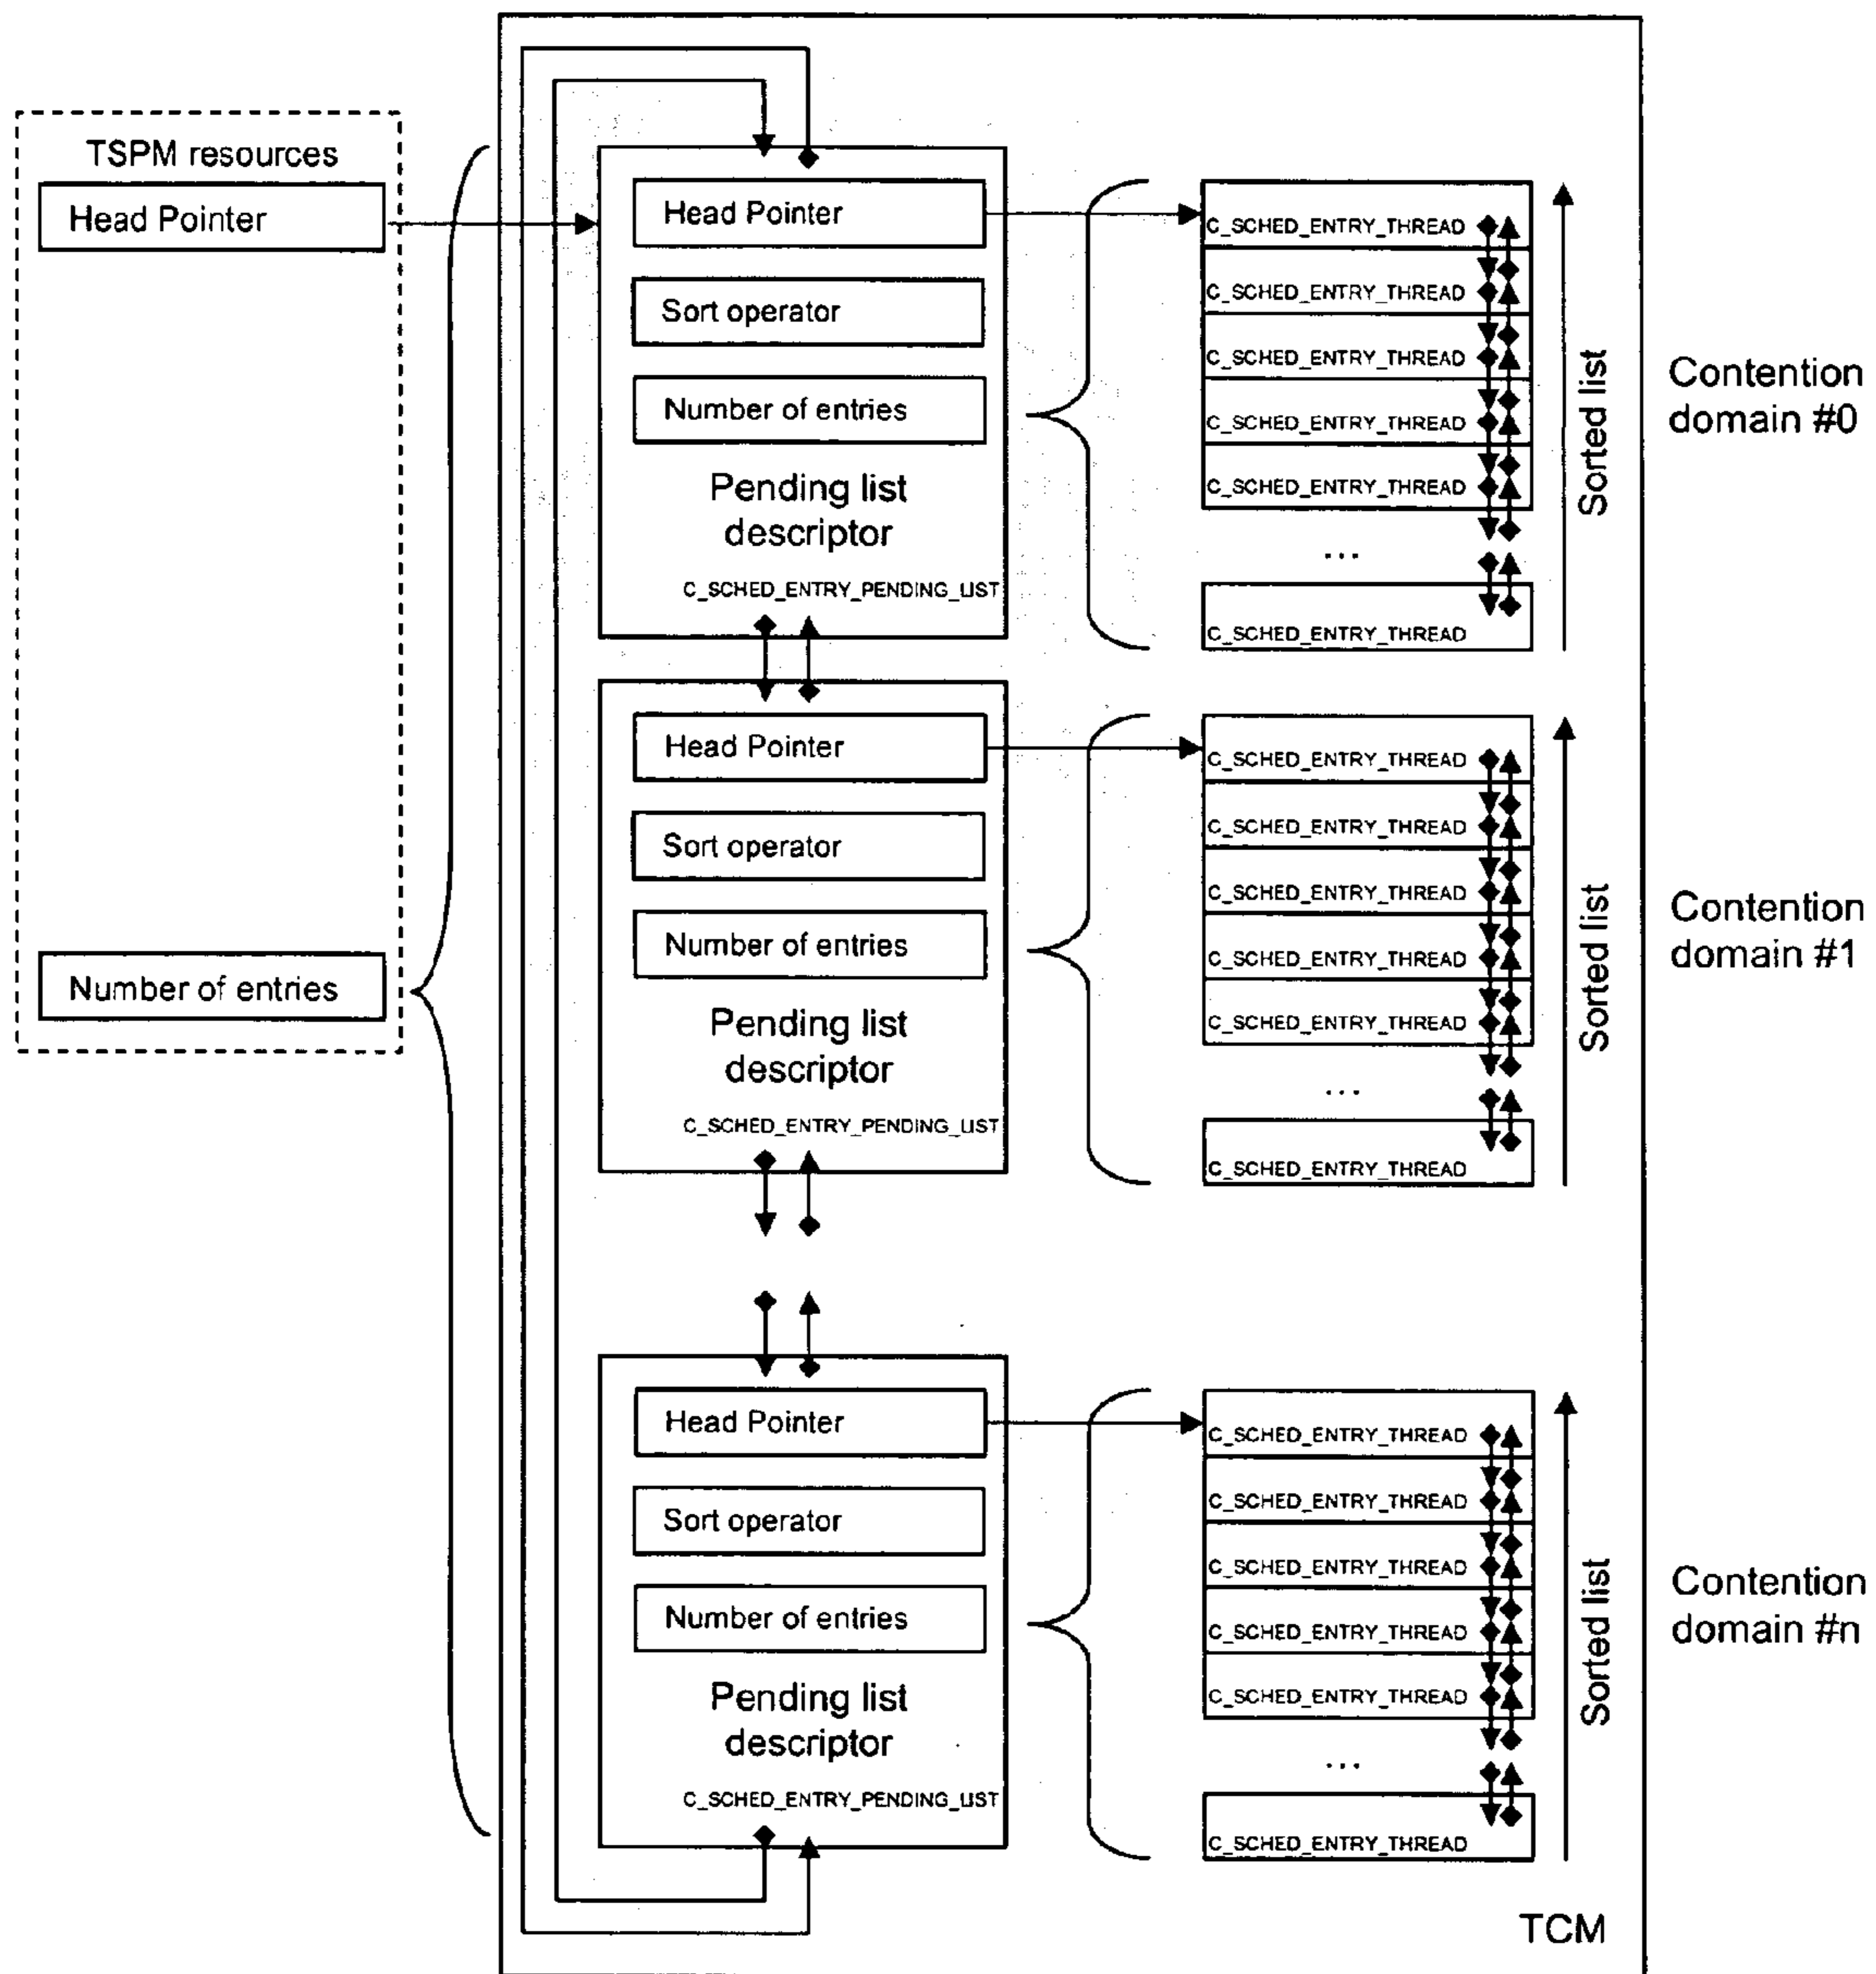 TSPM resources
Head Pointer
Number of entries
Head Pointer
Sort operator
Number of entries
Pending list
descriptor
C_SCHED_ENTRY_PENDING_LIST
C_SCHED_ENTRY_THREAD
C_SCHED_ENTRY_THREAD
C_SCHED_ENTRY_THREAD
C_SCHED_ENTRY_THREAD
C_SCHED_ENTRY_THREAD
...
C_SCHED_ENTRY_THREAD
Sorted list
Contention
domain #0
Head Pointer
Sort operator
Number of entries
Pending list
descriptor
C_SCHED_ENTRY_PENDING_LIST
C_SCHED_ENTRY_THREAD
C_SCHED_ENTRY_THREAD
C_SCHED_ENTRY_THREAD
C_SCHED_ENTRY_THREAD
C_SCHED_ENTRY_THREAD
...
C_SCHED_ENTRY_THREAD
Sorted list
Contention
domain #1
Head Pointer
Sort operator
Number of entries
Pending list
descriptor
C_SCHED_ENTRY_PENDING_LIST
C_SCHED_ENTRY_THREAD
C_SCHED_ENTRY_THREAD
C_SCHED_ENTRY_THREAD
C_SCHED_ENTRY_THREAD
C_SCHED_ENTRY_THREAD
...
C_SCHED_ENTRY_THREAD
Sorted list
Contention
domain #n
TCM